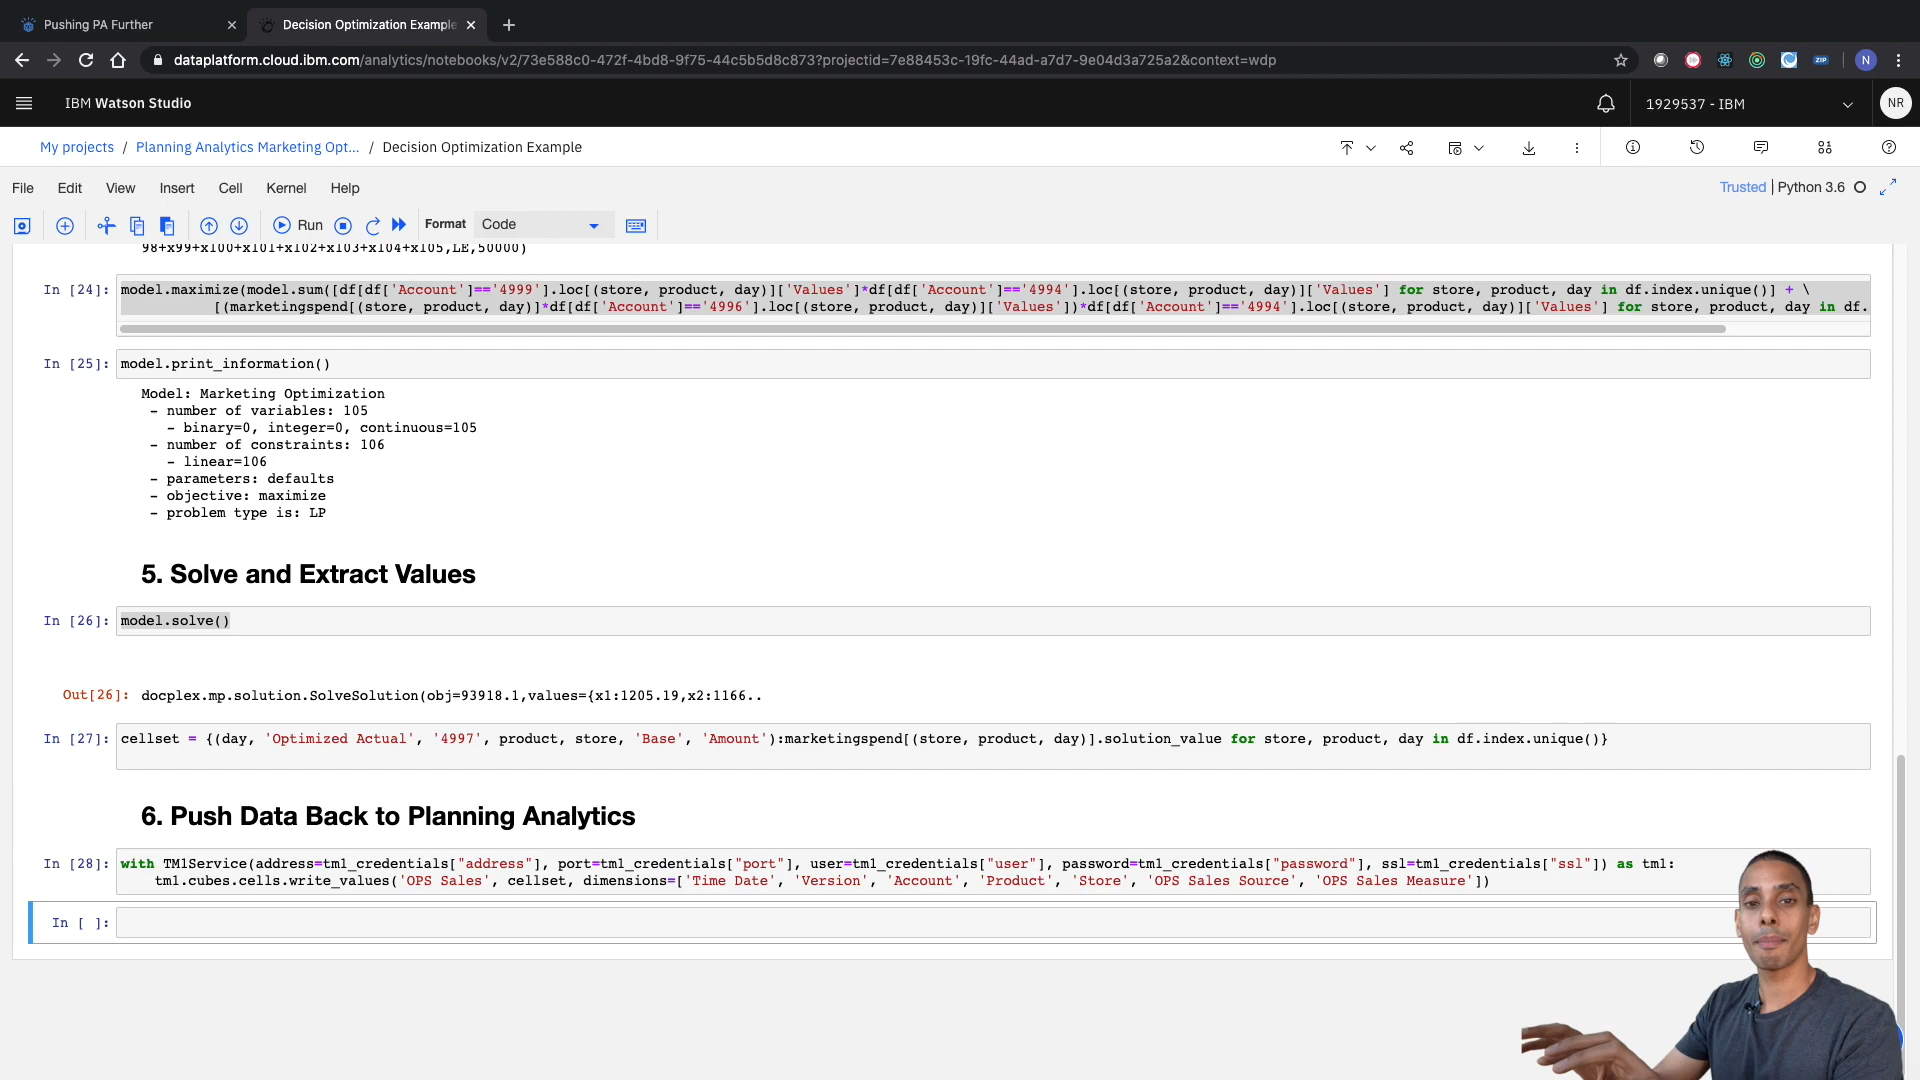 Pushing PA Further
Decision Optimization Example
dataplatform.cloud.ibm.com/analytics/notebooks/v2/73e588c0-472f-4bd8-9f75-44c5b5d8c873?projectid=7e88453c-19fc-44ad-a7d7-9e04d3a725a2&context=wdp
ZIP
N
IBM Watson Studio
1929537 - IBM
NR
My projects / Planning Analytics Marketing Opt... / Decision Optimization Example
File Edit View Insert Cell Kernel Help
Trusted | Python 3.6
Run Format Code
98+x99+x100+x101+x102+x103+x104+x105,LE,50000)
In [24]: model.maximize(model.sum([df[df['Account']=='4999'].loc[(store, product, day)]['Values']*df[df['Account']=='4994'].loc[(store, product, day)]['Values'] for store, product, day in df.index.unique()] + \
[(marketingspend[(store, product, day)]*df[df['Account']=='4996'].loc[(store, product, day)]['Values'])*df[df['Account']=='4994'].loc[(store, product, day)]['Values'] for store, product, day in df.
In [25]: model.print_information()
Model: Marketing Optimization
- number of variables: 105
- binary=0, integer=0, continuous=105
- number of constraints: 106
- linear=106
- parameters: defaults
- objective: maximize
- problem type is: LP
5. Solve and Extract Values
In [26]: model.solve()
Out[26]: docplex.mp.solution.SolveSolution(obj=93918.1,values={x1:1205.19,x2:1166..
In [27]: cellset = {(day, 'Optimized Actual', '4997', product, store, 'Base', 'Amount'):marketingspend[(store, product, day)].solution_value for store, product, day in df.index.unique()}
6. Push Data Back to Planning Analytics
In [28]: with TM1Service(address=tm1_credentials["address"], port=tm1_credentials["port"], user=tm1_credentials["user"], password=tm1_credentials["password"], ssl=tm1_credentials["ssl"]) as tm1:
tm1.cubes.cells.write_values('OPS Sales', cellset, dimensions=['Time Date', 'Version', 'Account', 'Product', 'Store', 'OPS Sales Source', 'OPS Sales Measure'])
In [ ]: